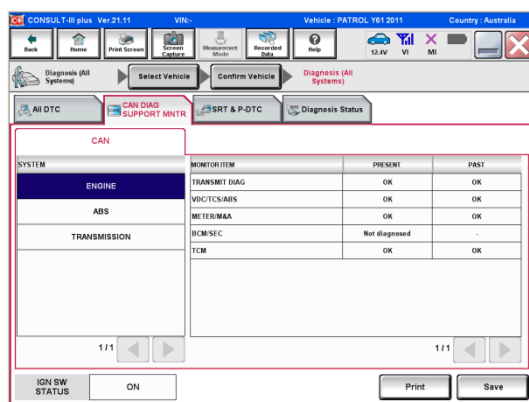 CONSULT-III plus Ver.21.11 VIN:- Vehicle : PATROL Y61 2011 Country : Australia
Back Home Print Screen Screen Capture Measurement Mode Recorded Data Help 12.4V VI MI
Diagnosis (All Systems) Select Vehicle Confirm Vehicle Diagnosis (All Systems)
All DTC CAN DIAG SUPPORT MNTR SRT & P-DTC Diagnosis Status
CAN
SYSTEM MONITOR ITEM PRESENT PAST
ENGINE
ABS
TRANSMISSION
TRANSMIT DIAG OK OK
VDC/TCS/ABS OK OK
METER/M&A OK OK
BCM/SEC Not diagnosed -
TCM OK OK
1/1 1/1
IGN SW STATUS ON Print Save